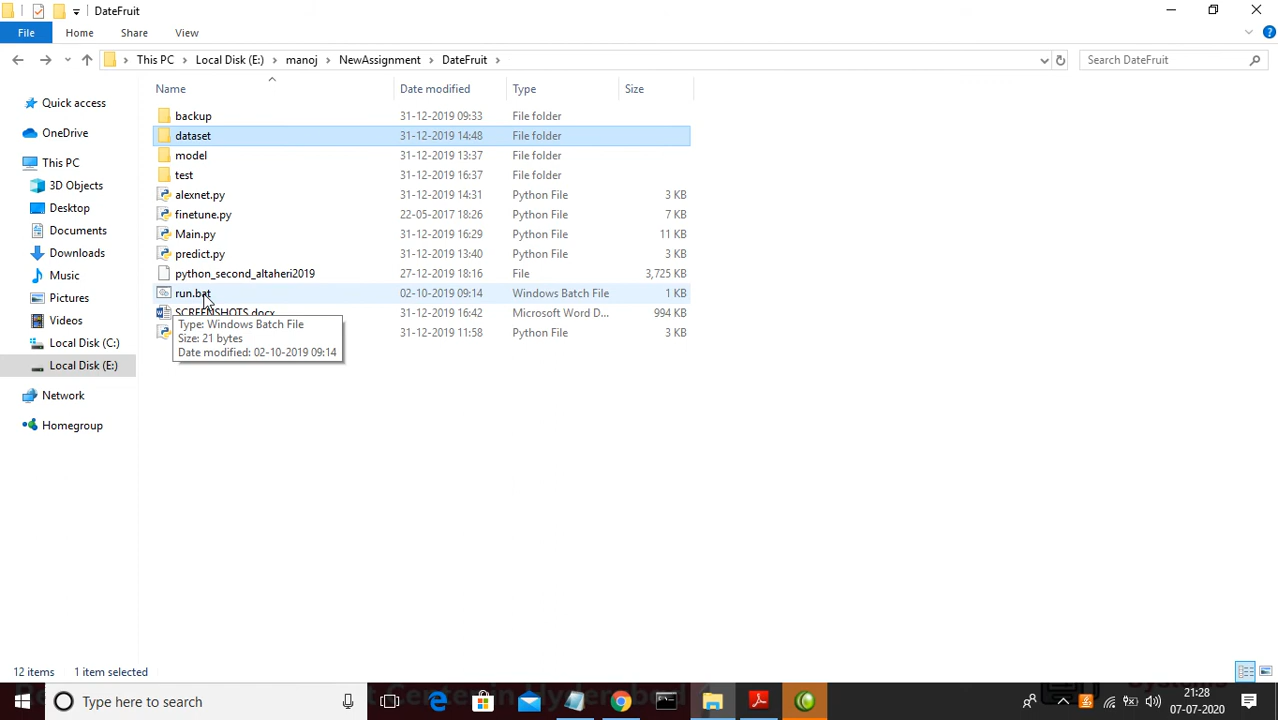 DateFruit
File Home Share View
This PC Local Disk (E:) manoj NewAssignment DateFruit Search DateFruit
Name Date modified Type Size
Quick access
OneDrive
This PC
3D Objects
Desktop
Documents
Downloads
Music
Pictures
Videos
Local Disk (C:)
Local Disk (E:)
Network
Homegroup
backup 31-12-2019 09:33 File folder
dataset 31-12-2019 14:48 File folder
model 31-12-2019 13:37 File folder
test 31-12-2019 16:37 File folder
alexnet.py 31-12-2019 14:31 Python File 3 KB
finetune.py 22-05-2017 18:26 Python File 7 KB
Main.py 31-12-2019 16:29 Python File 11 KB
predict.py 31-12-2019 13:40 Python File 3 KB
python_second_altaheri2019 27-12-2019 18:16 File 3,725 KB
run.bat 02-10-2019 09:14 Windows Batch File 1 KB
SCREENSHOTS.docx 31-12-2019 16:42 Microsoft Word D... 994 KB
31-12-2019 11:58 Python File 3 KB
Type: Windows Batch File
Size: 21 bytes
Date modified: 02-10-2019 09:14
12 items 1 item selected
Type here to search
21:28
07-07-2020